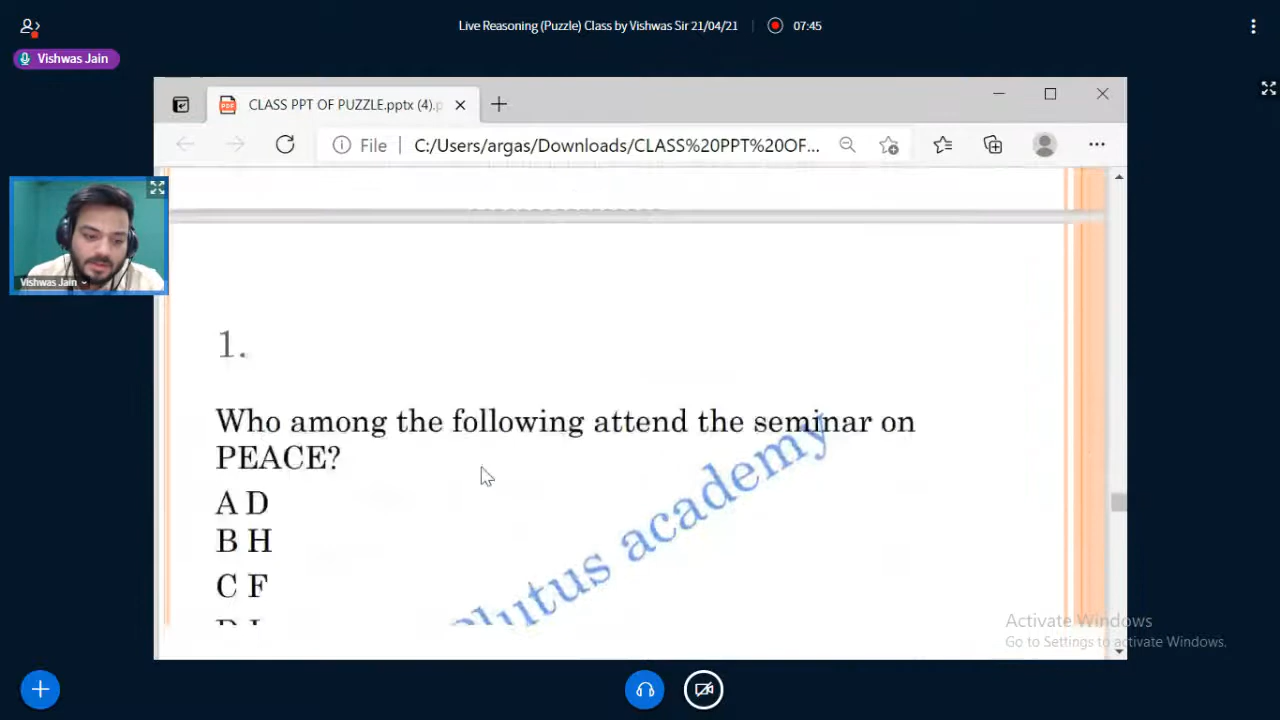 Live Reasoning (Puzzle) Class by Vishwas Sir 21/04/21
07:45
Vishwas Jain
CLASS PPT OF PUZZLE.pptx (4).p
File
C:/Users/argas/Downloads/CLASS%20PPT%20OF...
Vishwas Jain
1.
Who among the following attend the seminar on
PEACE?
A D
B H
C F
Plutus academy
Activate Windows
Go to Settings to activate Windows.